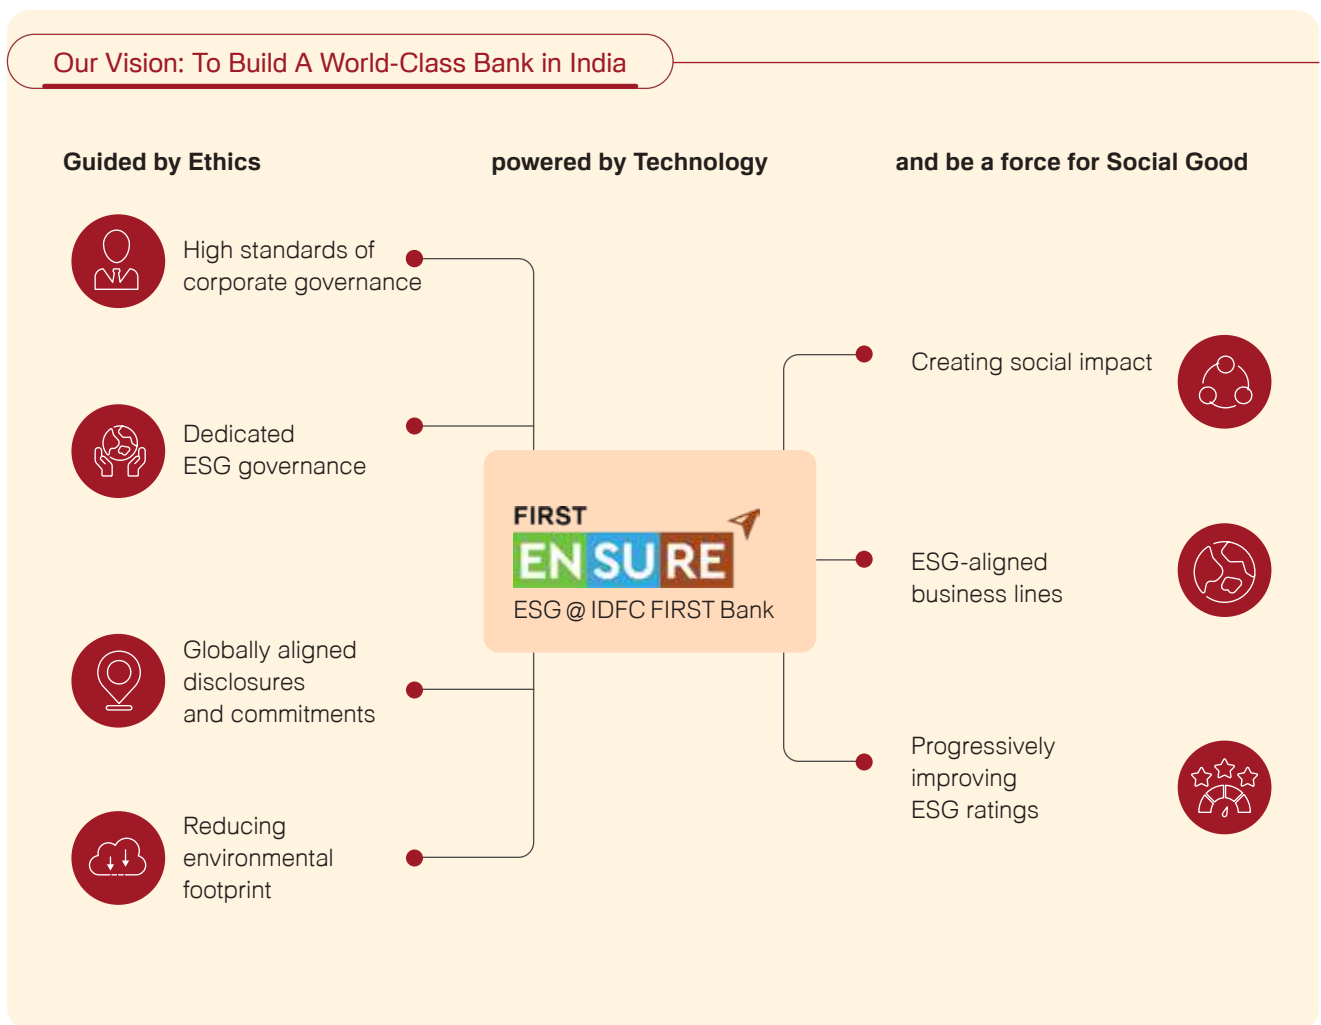 Our Vision: To Build A World-Class Bank in India
Guided by Ethics
powered by Technology
and be a force for Social Good
High standards of
corporate governance
Dedicated
ESG governance
Globally aligned
disclosures
and commitments
Reducing
environmental
footprint
FIRST
ENSURE
ESG @ IDFC FIRST Bank
Creating social impact
ESG-aligned
business lines
Progressively
improving
ESG ratings